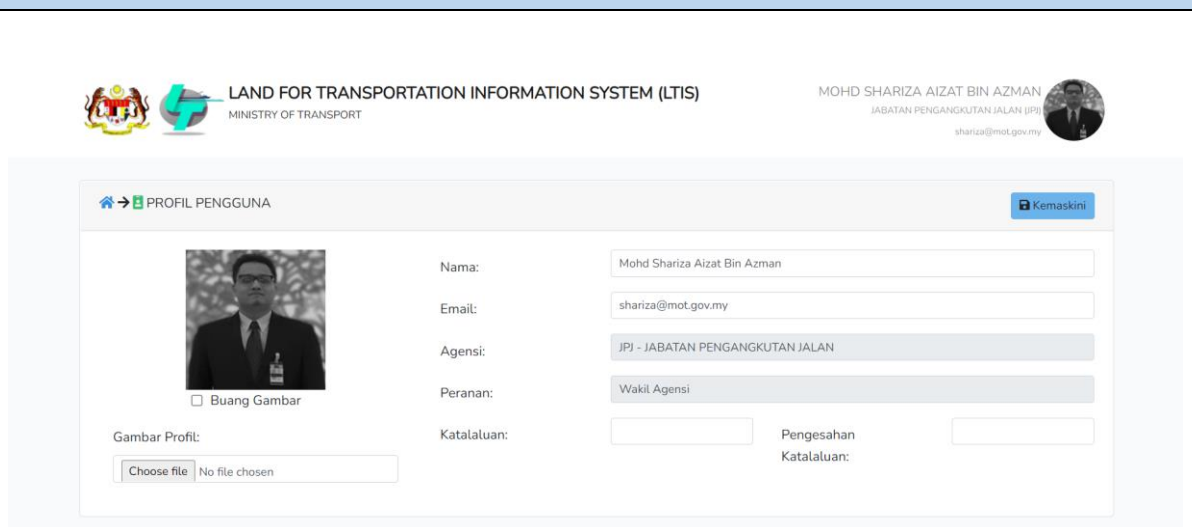 LAND FOR TRANSPORTATION INFORMATION SYSTEM (LTIS)
MINISTRY OF TRANSPORT
MOHD SHARIZA AIZAT BIN AZMAN
JABATAN PENGANGKUTAN JALAN (JPJ)
shariza@mot.gov.my
PROFIL PENGGUNA
Kemaskini
Buang Gambar
Gambar Profil:
Choose file No file chosen
Nama: Mohd Shariza Aizat Bin Azman
Email: shariza@mot.gov.my
Agensi: JPJ - JABATAN PENGANGKUTAN JALAN
Peranan: Wakil Agensi
Katalaluan:
Pengesahan
Katalaluan: